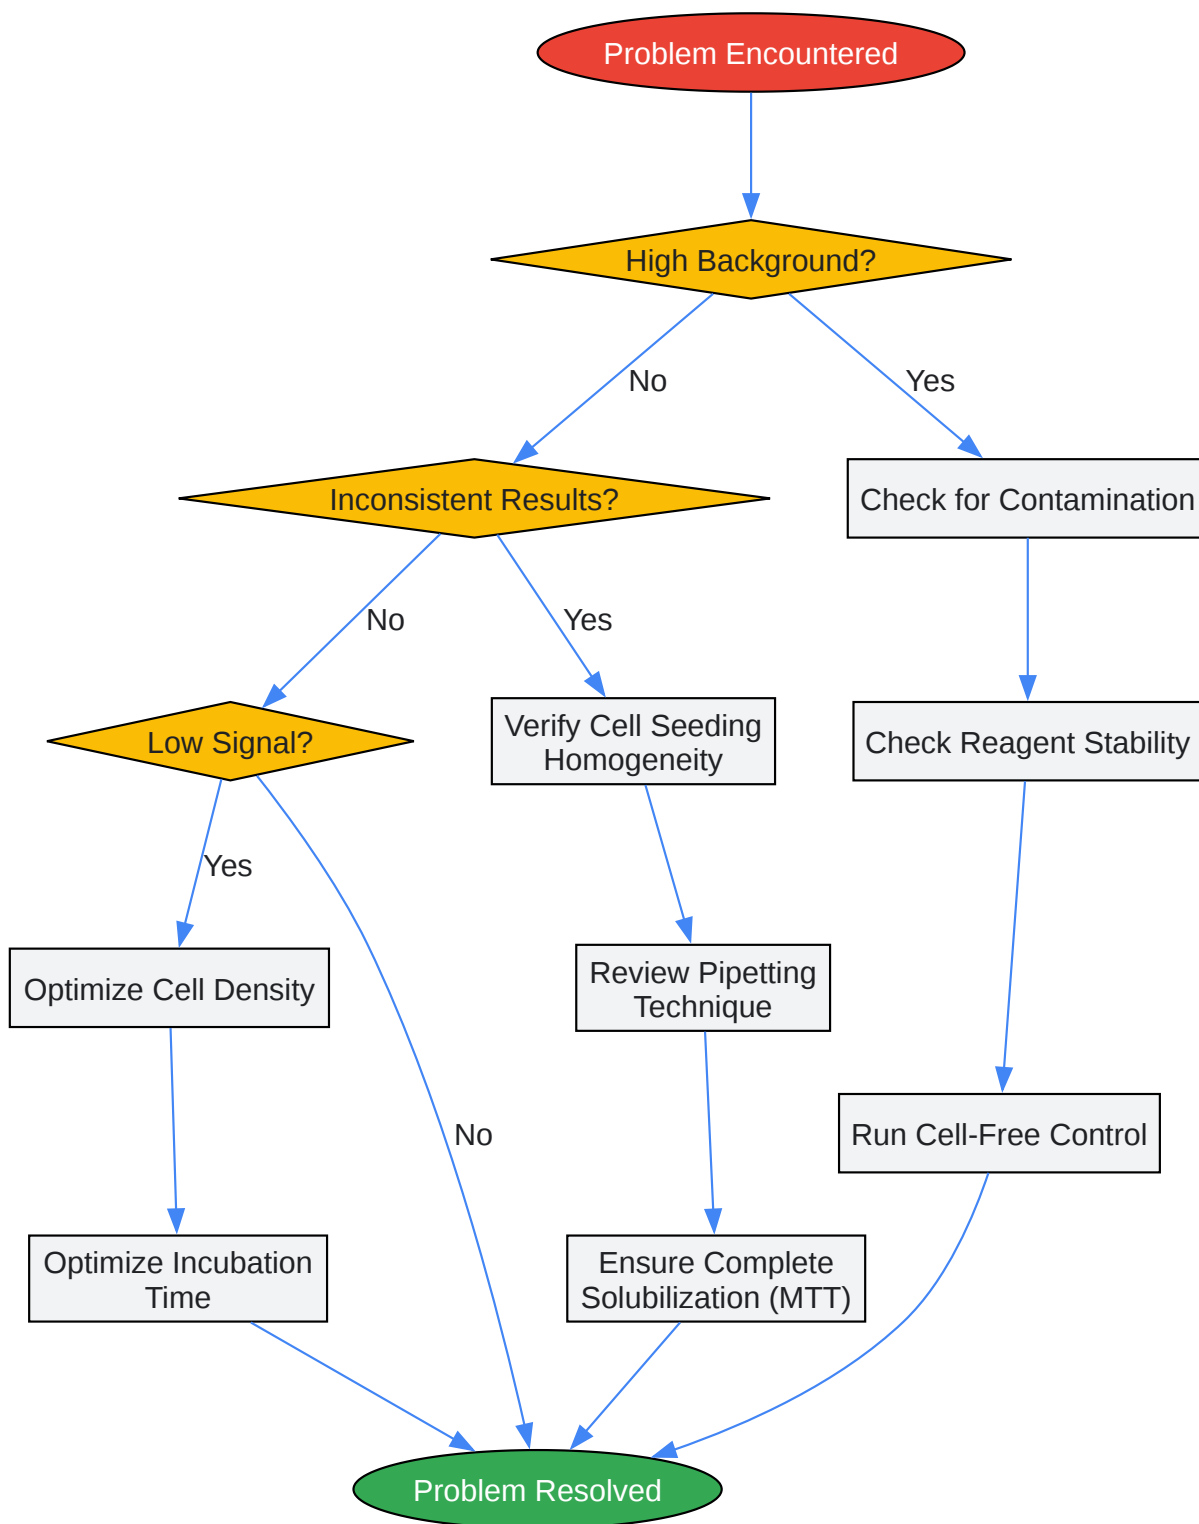 Problem Encountered
High Background?
No
Yes
Inconsistent Results?
Check for Contamination
No
Yes
Low Signal?
Verify Cell Seeding
Homogeneity
Check Reagent Stability
Yes
Optimize Cell Density
Review Pipetting
Technique
No
Run Cell-Free Control
Optimize Incubation
Time
Ensure Complete
Solubilization (MTT)
Problem Resolved